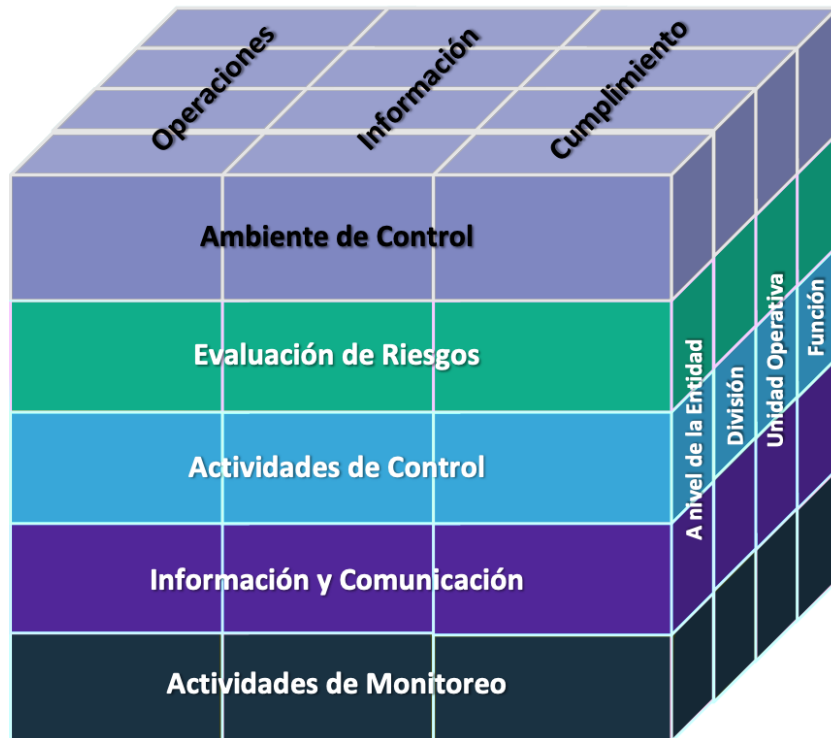 Operaciones
Información
Cumplimiento
Ambiente de Control
Evaluación de Riesgos
Actividades de Control
Información y Comunicación
Actividades de Monitoreo
A nivel de la Entidad
División
Unidad Operativa
Función